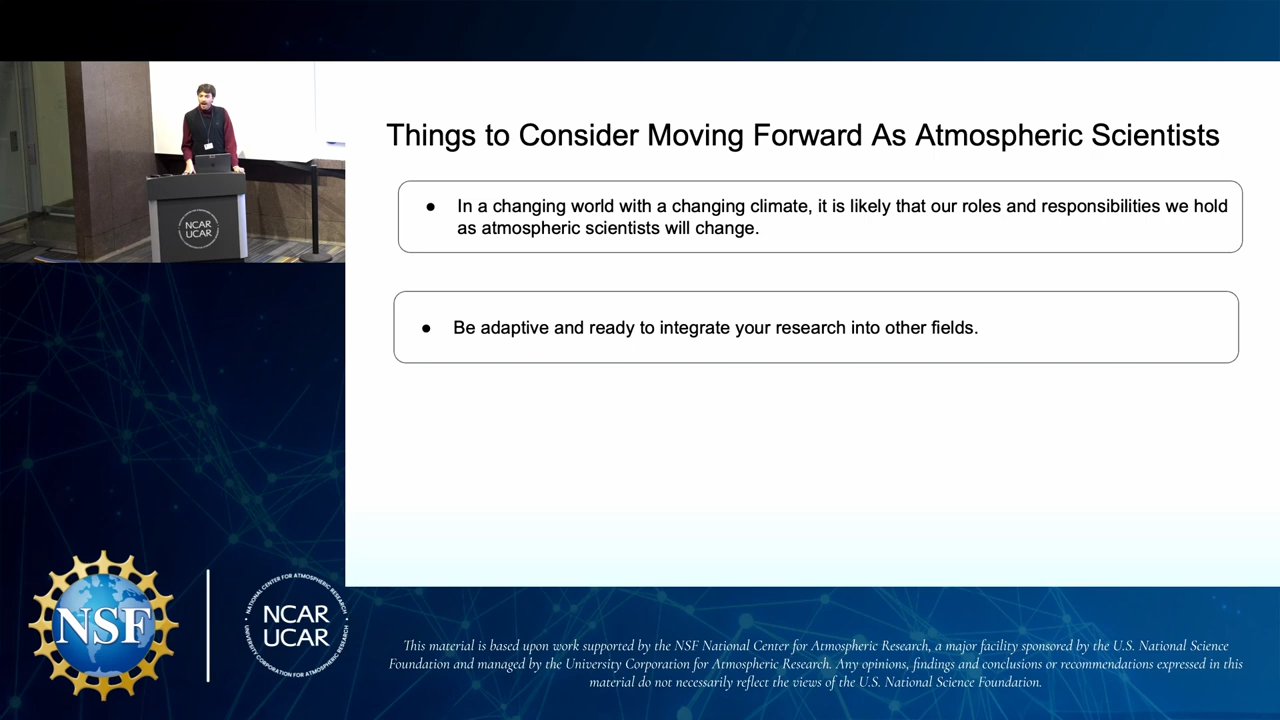 Things to Consider Moving Forward As Atmospheric Scientists
● In a changing world with a changing climate, it is likely that our roles and responsibilities we hold
as atmospheric scientists will change.
● Be adaptive and ready to integrate your research into other fields.
NCAR
UCAR
NSF
NATIONAL CENTER FOR ATMOSPHERIC RESEARCH
NCAR
UCAR
UNIVERSITY CORPORATION FOR ATMOSPHERIC RESEARCH
This material is based upon work supported by the NSF National Center for Atmospheric Research, a major facility sponsored by the U.S. National Science
Foundation and managed by the University Corporation for Atmospheric Research. Any opinions, findings and conclusions or recommendations expressed in this
material do not necessarily reflect the views of the U.S. National Science Foundation.